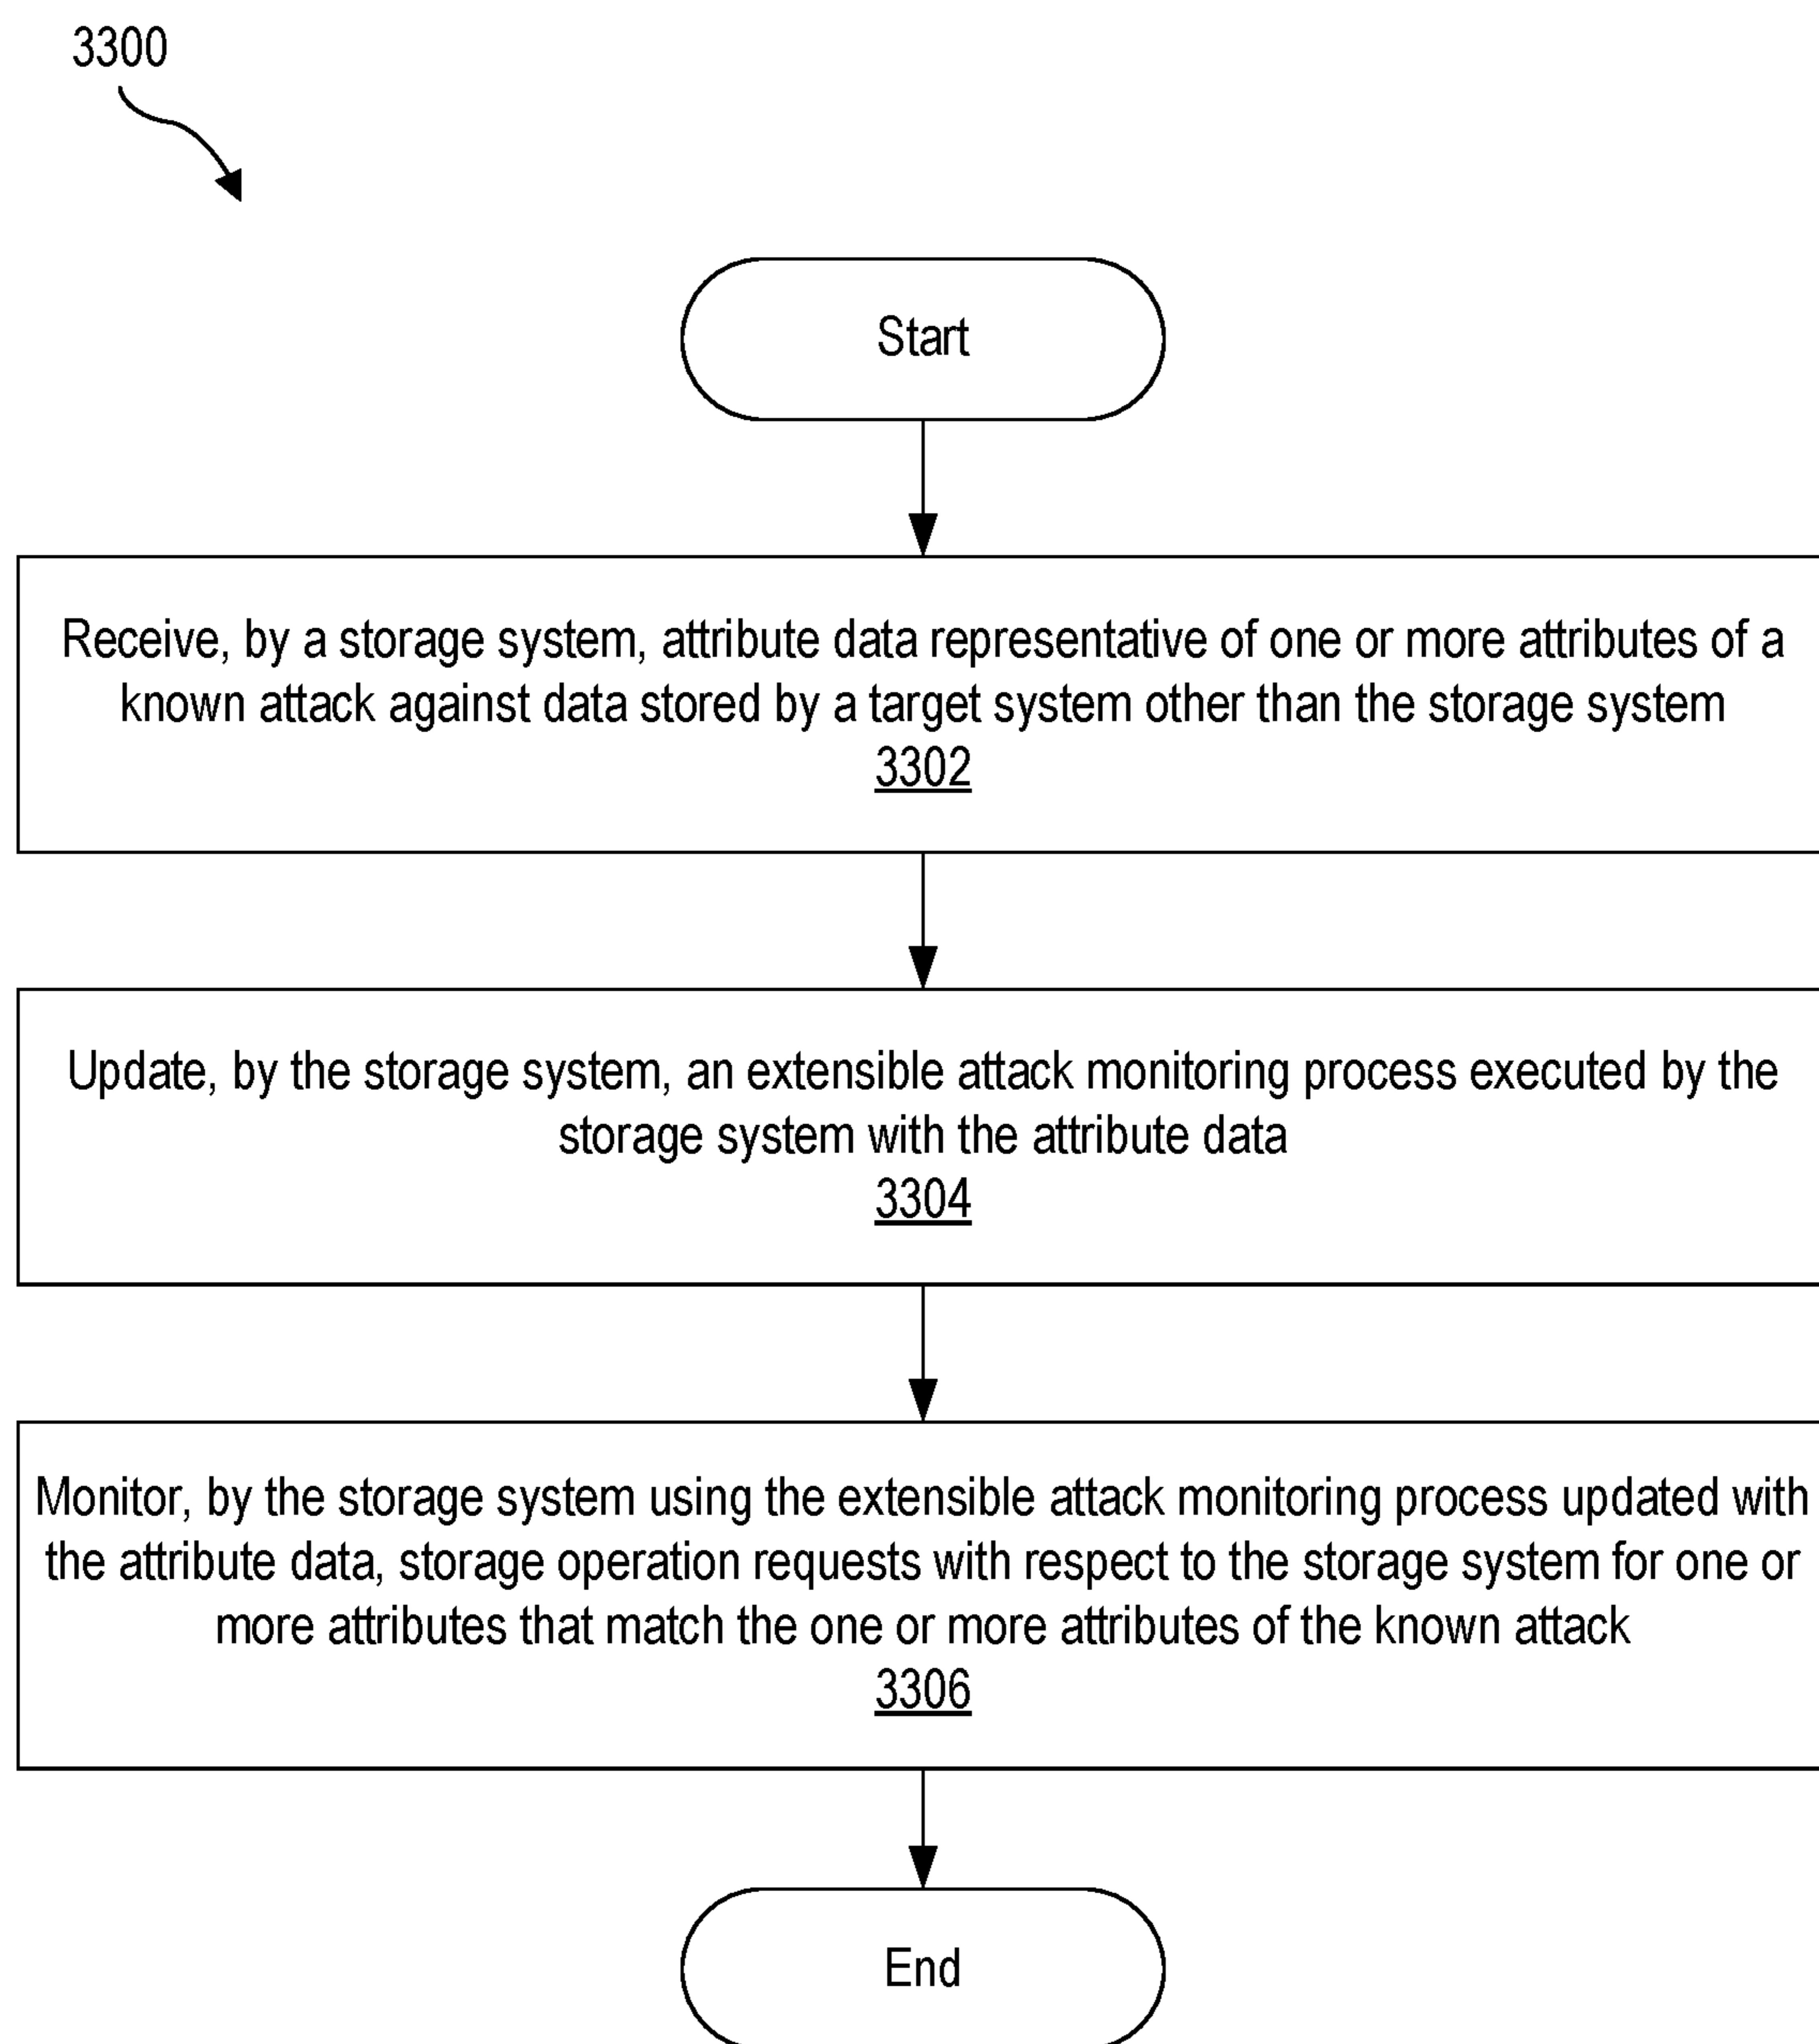 3300
Start
Receive, by a storage system, attribute data representative of one or more attributes of a
known attack against data stored by a target system other than the storage system
3302
Update, by the storage system, an extensible attack monitoring process executed by the
storage system with the attribute data
3304
Monitor, by the storage system using the extensible attack monitoring process updated with
the attribute data, storage operation requests with respect to the storage system for one or
more attributes that match the one or more attributes of the known attack
3306
End